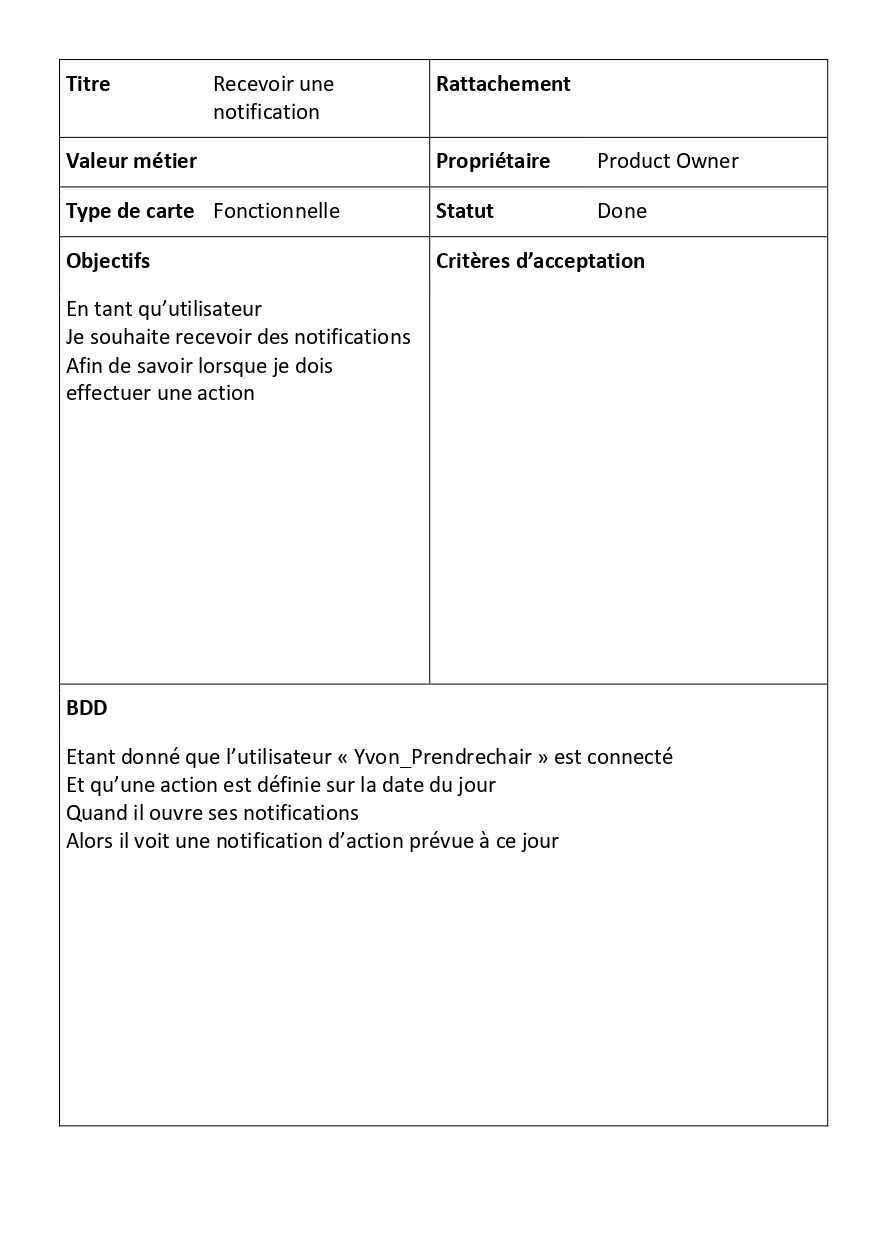 Titre Recevoir une
notification
Rattachement
Valeur métier
Propriétaire Product Owner
Type de carte Fonctionnelle
Statut Done
Objectifs
En tant qu’utilisateur
Je souhaite recevoir des notifications
Afin de savoir lorsque je dois
effectuer une action
Critères d’acceptation
BDD
Etant donné que l’utilisateur « Yvon_Prendrechair » est connecté
Et qu’une action est définie sur la date du jour
Quand il ouvre ses notifications
Alors il voit une notification d’action prévue à ce jour